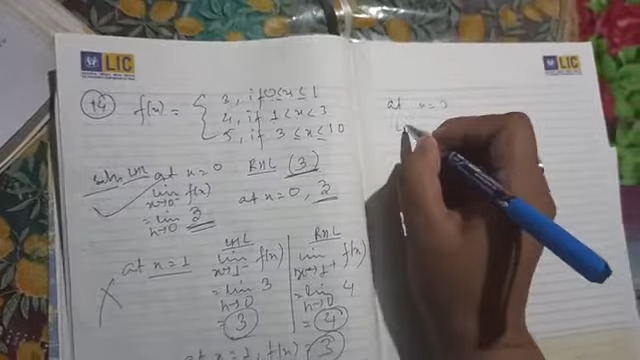 LIC
LIC
14
f(x) = { 3, if 0≤x≤1
4, if 1<x<3
5, if 3≤x≤10
at x=0 RHL (3)
lim f(x)
x→0⁻
at x=0, 3
= lim 3
h→0
at x=1
LHL
lim f(x)
x→1⁻
= lim 3
h→0
= 3
RHL
lim f(x)
x→1⁺
= lim 4
h→0
= 4
at x=1, f(x) = 3
at x=3